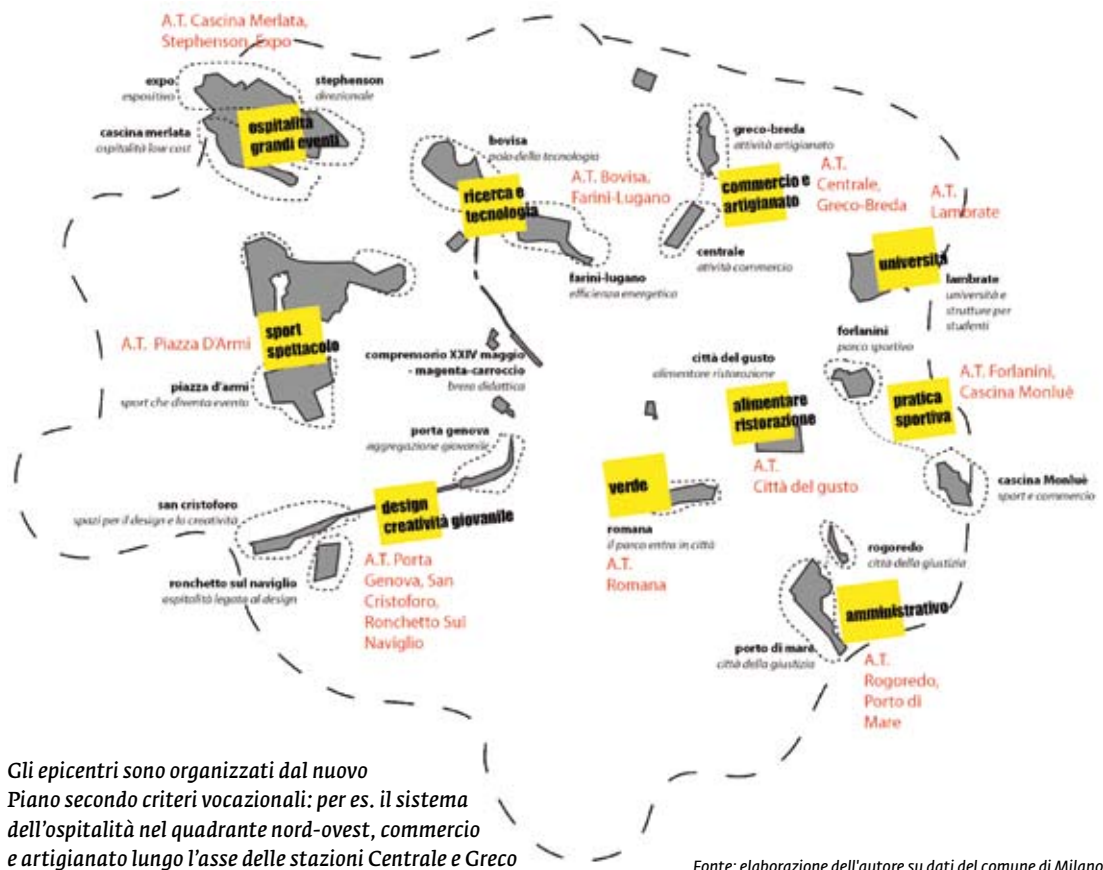 A.T. Cascina Merlata,
Stephenson, Expo
expo
espositivo
stephenson
direzionale
cascina merlata
ospitalità low cost
ospitalità
grandi eventi
bovisa
polo della tecnologia
ricerca e
tecnologia
A.T. Bovisa,
Farini-Lugano
farini-lugano
efficienza energetica
greco-breda
attività artigianato
commercio e
artigianato
A.T.
Centrale,
Greco-Breda
centrale
attività commercio
A.T.
Lambrate
università
lambrate
università e
strutture per
studenti
A.T. Piazza D'Armi
sport
spettacolo
piazza d'armi
sport che diventa evento
comprensorio XXIV maggio
- magenta-carroccio
brera didattica
città del gusto
alimentare ristorazione
alimentare
ristorazione
A.T.
Città del gusto
forlanini
parco sportivo
pratica
sportiva
A.T. Forlanini,
Cascina Monluè
cascina Monluè
sport e commercio
porta genova
aggregazione giovanile
san cristoforo
spazi per il design e la creatività
design
creatività giovanile
ronchetto sul naviglio
ospitalità legata al design
A.T. Porta
Genova, San
Cristoforo,
Ronchetto Sul
Naviglio
verde
romana
il parco entra in città
A.T.
Romana
rogoredo
città della giustizia
amministrativo
porto di mare
città della giustizia
A.T.
Rogoredo,
Porto di
Mare
Gli epicentri sono organizzati dal nuovo
Piano secondo criteri vocazionali: per es. il sistema
dell'ospitalità nel quadrante nord-ovest, commercio
e artigianato lungo l'asse delle stazioni Centrale e Greco
Fonte: elaborazione dell'autore su dati del comune di Milano